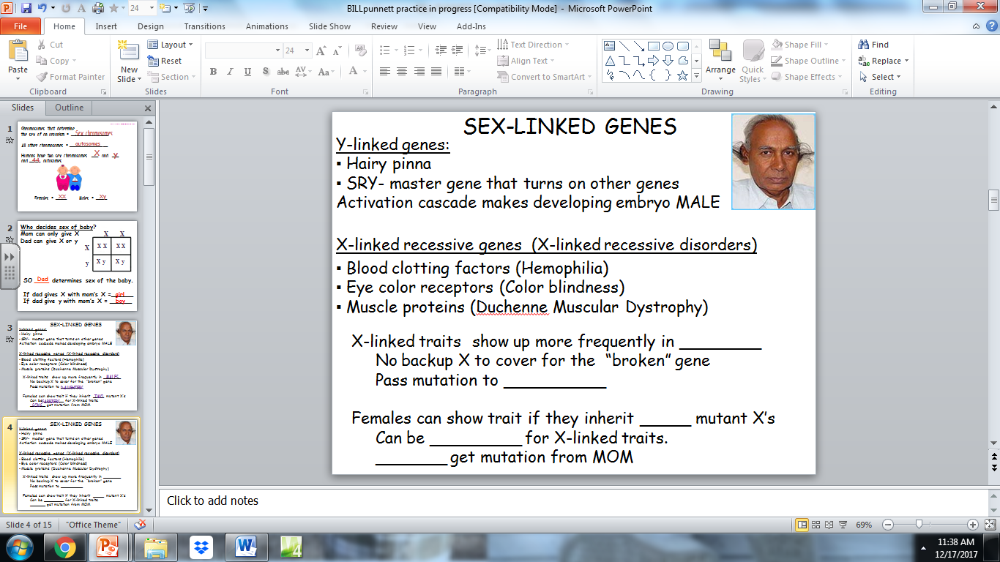 BILLpunnett practice in progress [Compatibility Mode] - Microsoft PowerPoint
File Home Insert Design Transitions Animations Slide Show Review View Add-Ins
Paste
Cut
Copy
Format Painter
Clipboard
New Slide
Layout
Reset
Section
Slides
24
B I U S abc AV Aa A
Font
Paragraph
Text Direction
Align Text
Convert to SmartArt
Arrange
Quick Styles
Shape Fill
Shape Outline
Shape Effects
Drawing
Find
Replace
Select
Editing
Slides Outline
1
Chromosomes that determine
the sex of an organism = Sex chromosomes
All other chromosomes = autosomes
Humans have two sex chromosomes X and y
and 44 autosomes
Females = XX Males = XY
2
Who decides sex of baby?
Mom can only give X
Dad can give X or y
X X
X X X X X
y X y X y
SO Dad determines sex of the baby.
If dad gives X with mom's X = girl
If dad give y with mom's X = boy
3
SEX-LINKED GENES
Y-linked genes:
Hairy pinna
SRY- master gene that turns on other genes
Activation cascade makes developing embryo MALE
X-linked recessive genes (X-linked recessive disorders)
Blood clotting factors (Hemophilia)
Eye color receptors (Color blindness)
Muscle proteins (Duchenne Muscular Dystrophy)
X-linked traits show up more frequently in MALES
No backup X to cover for the "broken" gene
Pass mutation to DAUGHTERS
Females can show trait if they inherit TWO mutant X's
Can be CARRIERS for X-linked traits
SONS get mutation from MOM
4
SEX-LINKED GENES
Y-linked genes:
Hairy pinna
SRY- master gene that turns on other genes
Activation cascade makes developing embryo MALE
X-linked recessive genes (X-linked recessive disorders)
Blood clotting factors (Hemophilia)
Eye color receptors (Color blindness)
Muscle proteins (Duchenne Muscular Dystrophy)
X-linked traits show up more frequently in ________
No backup X to cover for the "broken" gene
Pass mutation to ________
Females can show trait if they inherit ____ mutant X's
Can be ________ for X-linked traits
______ get mutation from MOM
SEX-LINKED GENES
Y-linked genes:
▪ Hairy pinna
▪ SRY- master gene that turns on other genes
Activation cascade makes developing embryo MALE
X-linked recessive genes (X-linked recessive disorders)
▪ Blood clotting factors (Hemophilia)
▪ Eye color receptors (Color blindness)
▪ Muscle proteins (Duchenne Muscular Dystrophy)
X-linked traits show up more frequently in ________
No backup X to cover for the “broken” gene
Pass mutation to __________
Females can show trait if they inherit _____ mutant X’s
Can be _________ for X-linked traits.
_______ get mutation from MOM
Click to add notes
Slide 4 of 15 "Office Theme" 69%
11:38 AM
12/17/2017